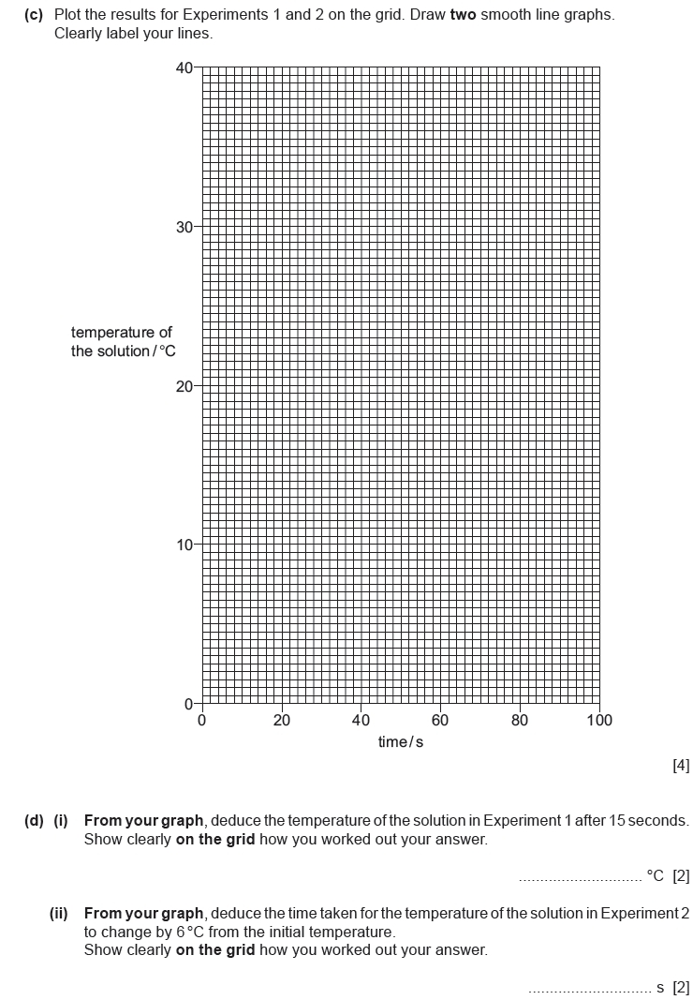 (c) Plot the results for Experiments 1 and 2 on the grid. Draw two smooth line graphs.
Clearly label your lines.
40
30
temperature of
the solution / °C
20
10
0
0 20 40 60 80 100
time / s
[4]
(d) (i) From your graph, deduce the temperature of the solution in Experiment 1 after 15 seconds.
Show clearly on the grid how you worked out your answer.
.............................. °C [2]
(ii) From your graph, deduce the time taken for the temperature of the solution in Experiment 2
to change by 6 °C from the initial temperature.
Show clearly on the grid how you worked out your answer.
.............................. s [2]